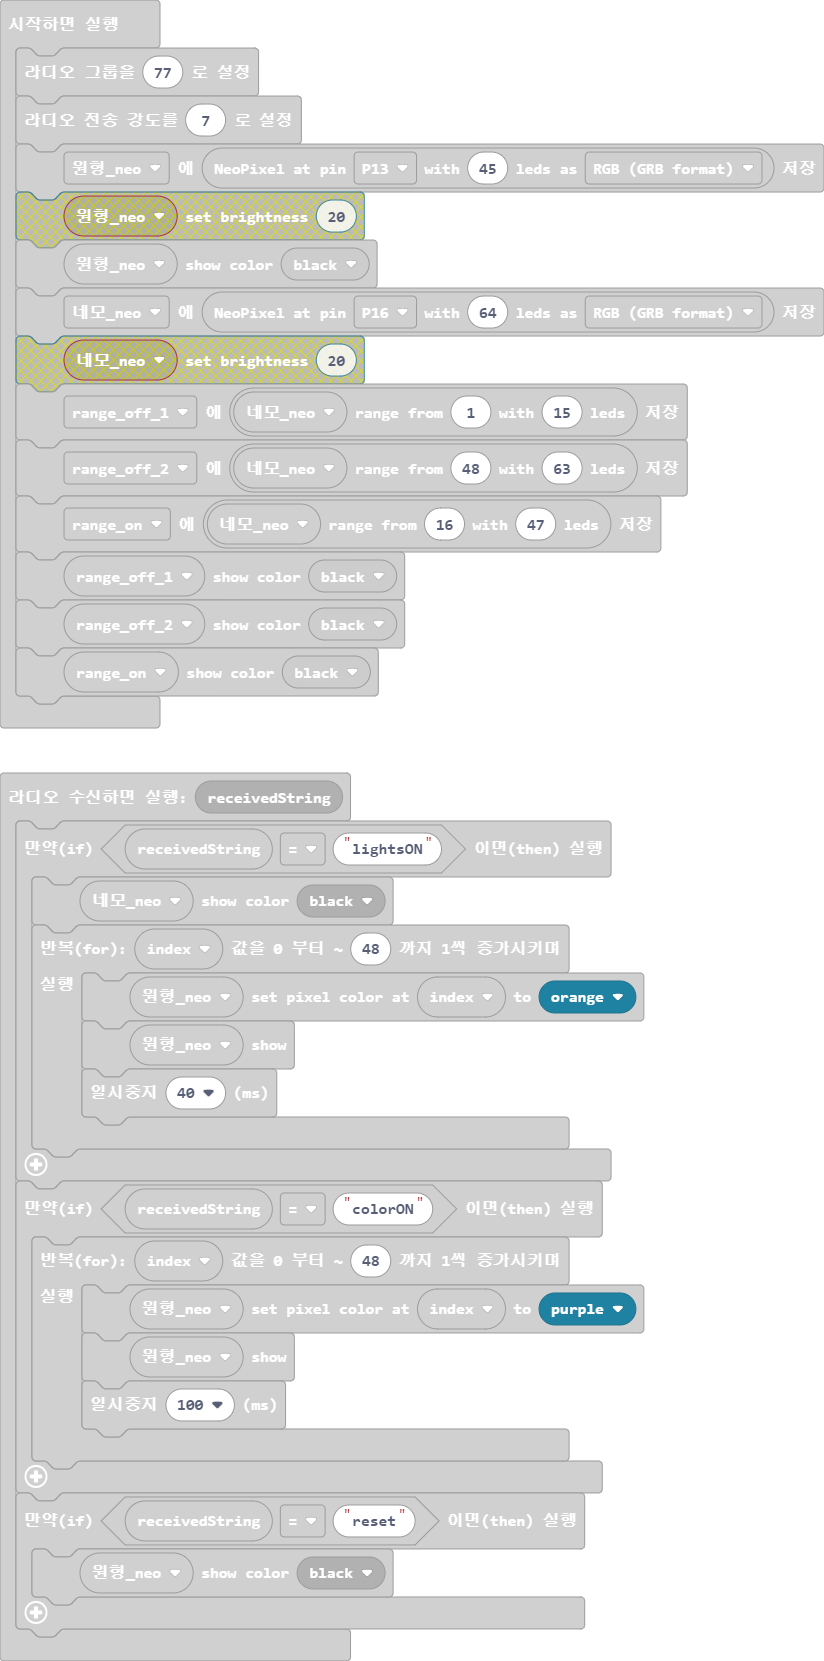 시작하면 실행
라디오 그룹을 77 로 설정
라디오 전송 강도를 7 로 설정
원형_neo 에 NeoPixel at pin P13 with 45 leds as RGB (GRB format) 저장
원형_neo set brightness 20
원형_neo show color black
네모_neo 에 NeoPixel at pin P16 with 64 leds as RGB (GRB format) 저장
네모_neo set brightness 20
range_off_1 에 네모_neo range from 1 with 15 leds 저장
range_off_2 에 네모_neo range from 48 with 63 leds 저장
range_on 에 네모_neo range from 16 with 47 leds 저장
range_off_1 show color black
range_off_2 show color black
range_on show color black
라디오 수신하면 실행: receivedString
만약(if) receivedString = "lightsON" 이면(then) 실행
네모_neo show color black
반복(for): index 값을 0 부터 ~ 48 까지 1씩 증가시키며
실행 원형_neo set pixel color at index to orange
원형_neo show
일시중지 40 (ms)
만약(if) receivedString = "colorON" 이면(then) 실행
반복(for): index 값을 0 부터 ~ 48 까지 1씩 증가시키며
실행 원형_neo set pixel color at index to purple
원형_neo show
일시중지 100 (ms)
만약(if) receivedString = "reset" 이면(then) 실행
원형_neo show color black